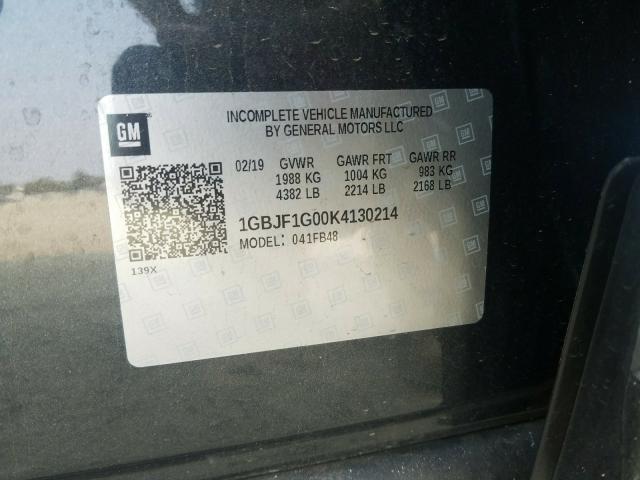 GM
INCOMPLETE VEHICLE MANUFACTURED
BY GENERAL MOTORS LLC
02/19 GVWR GAWR FRT GAWR RR
1988 KG 1004 KG 983 KG
4382 LB 2214 LB 2168 LB
1GBJF1G00K4130214
MODEL: 041FB48
139X